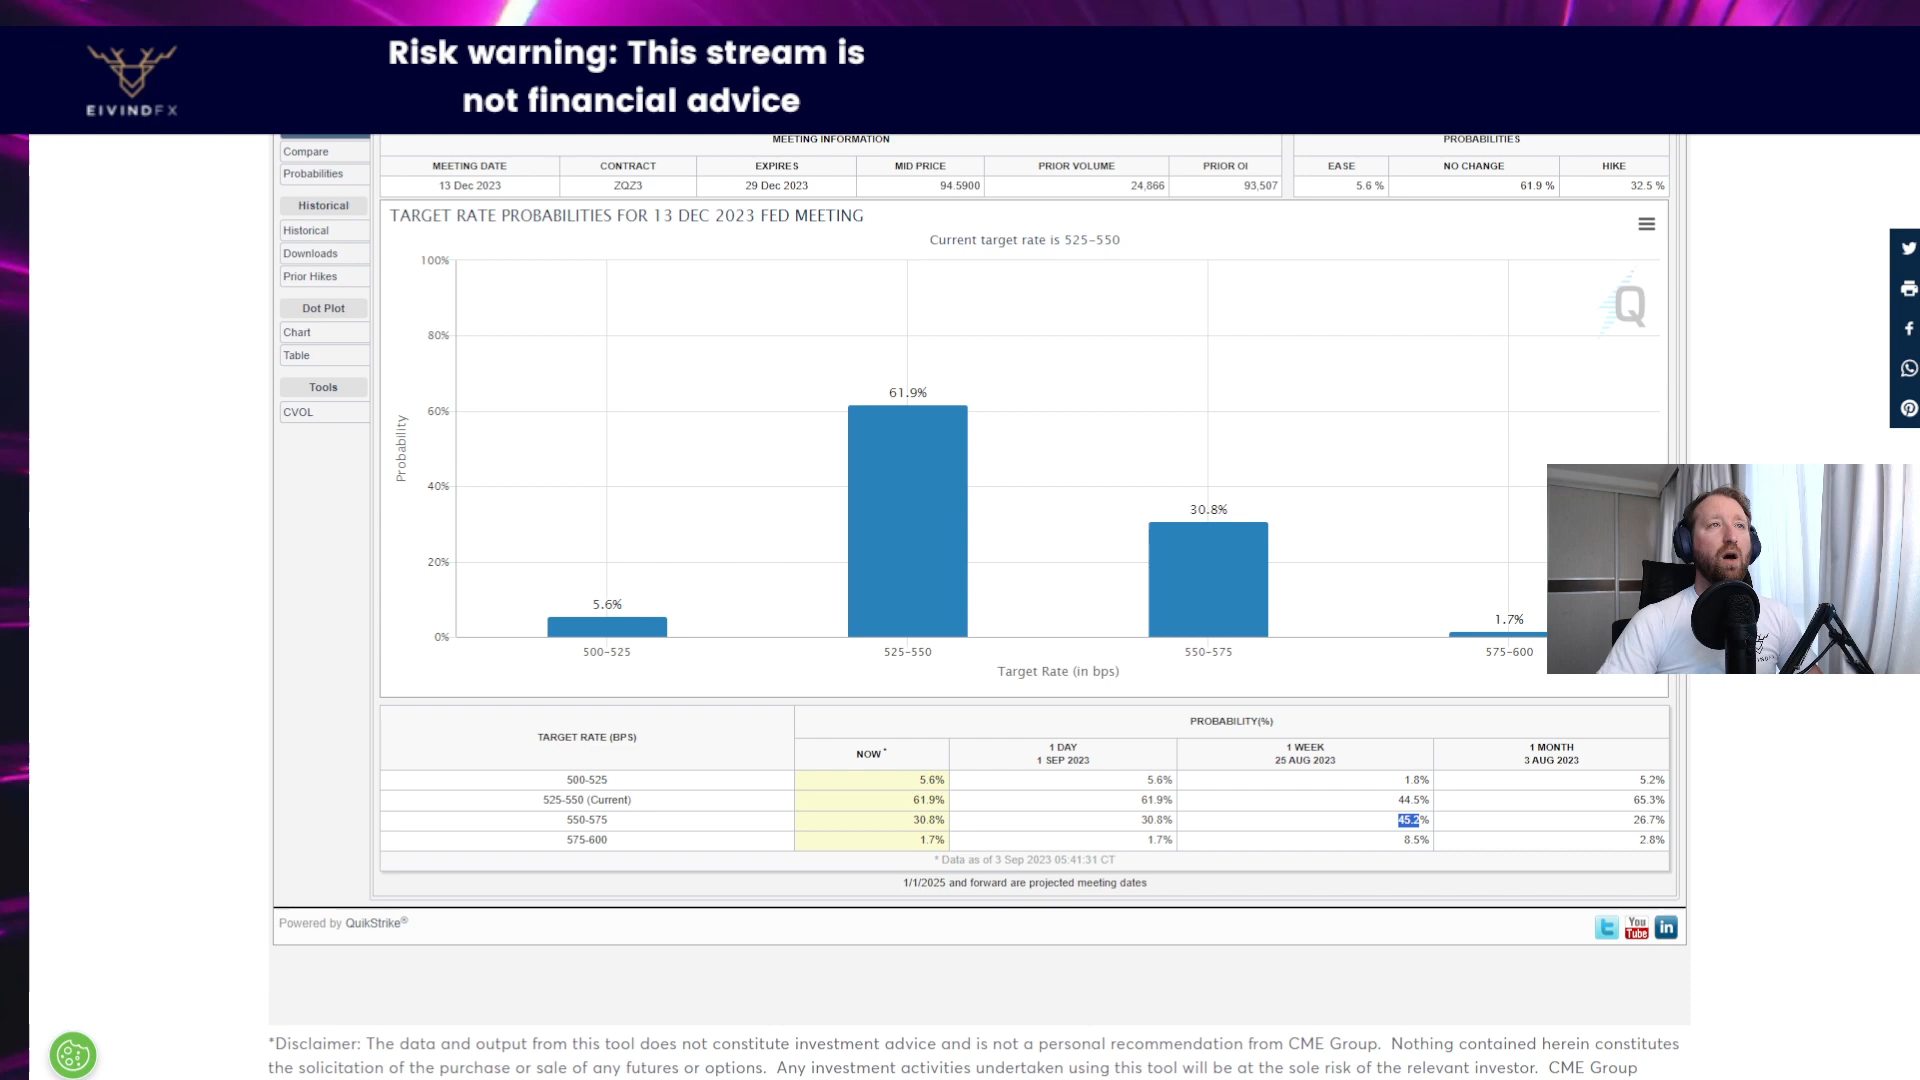 Risk warning: This stream is
not financial advice
EIVINDFX
MEETING INFORMATION
PROBABILITIES
MEETING DATE CONTRACT EXPIRES MID PRICE PRIOR VOLUME PRIOR OI EASE NO CHANGE HIKE
13 Dec 2023 ZQZ3 29 Dec 2023 94.5900 24,866 93,507 5.6 % 61.9 % 32.5 %
Compare
Probabilities
Historical
Historical
Downloads
Prior Hikes
Dot Plot
Chart
Table
Tools
CVOL
TARGET RATE PROBABILITIES FOR 13 DEC 2023 FED MEETING
Current target rate is 525-550
Q
100%
80%
60%
40%
20%
0%
Probability
5.6%
61.9%
30.8%
1.7%
500-525 525-550 550-575 575-600
Target Rate (in bps)
TARGET RATE (BPS) PROBABILITY(%)
NOW * 1 DAY 1 WEEK 1 MONTH
1 SEP 2023 25 AUG 2023 3 AUG 2023
500-525 5.6% 5.6% 1.8% 5.2%
525-550 (Current) 61.9% 61.9% 44.5% 65.3%
550-575 30.8% 30.8% 45.2% 26.7%
575-600 1.7% 1.7% 8.5% 2.8%
* Data as of 3 Sep 2023 05:41:31 CT
1/1/2025 and forward are projected meeting dates
Powered by QuikStrike®
You
Tube
in
*Disclaimer: The data and output from this tool does not constitute investment advice and is not a personal recommendation from CME Group. Nothing contained herein constitutes
the solicitation of the purchase or sale of any futures or options. Any investment activities undertaken using this tool will be at the sole risk of the relevant investor. CME Group